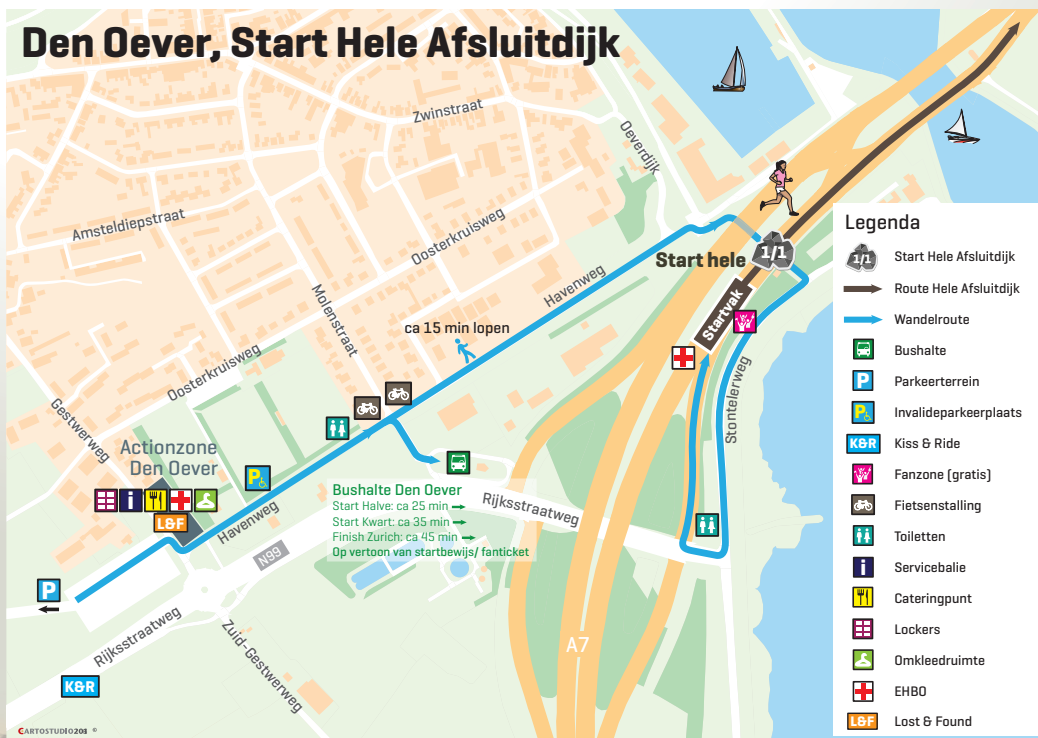 Den Oever, Start Hele Afsluitdijk
Zwinstraat
Oeverdijk
Amsteldiepstraat
Oosterkruisweg
Molenstraat
Havenweg
Start hele
1/1
Startvak
ca 15 min lopen
Oosterkruisweg
Gestwerweg
Stontelerweg
Actionzone
Den Oever
P
i
L&F
Havenweg
Bushalte Den Oever
Start Halve: ca 25 min
Start Kwart: ca 35 min
Finish Zurich: ca 45 min
Op vertoon van startbewijs/ fanticket
Rijksstraatweg
N99
P
Rijksstraatweg
Zuid-Gestwerweg
A7
K&R
Legenda
1/1 Start Hele Afsluitdijk
Route Hele Afsluitdijk
Wandelroute
Bushalte
P Parkeerterrein
P Invalideparkeerplaats
K&R Kiss & Ride
Fanzone (gratis)
Fietsenstalling
Toiletten
i Servicebalie
Cateringpunt
Lockers
Omkleedruimte
EHBO
L&F Lost & Found